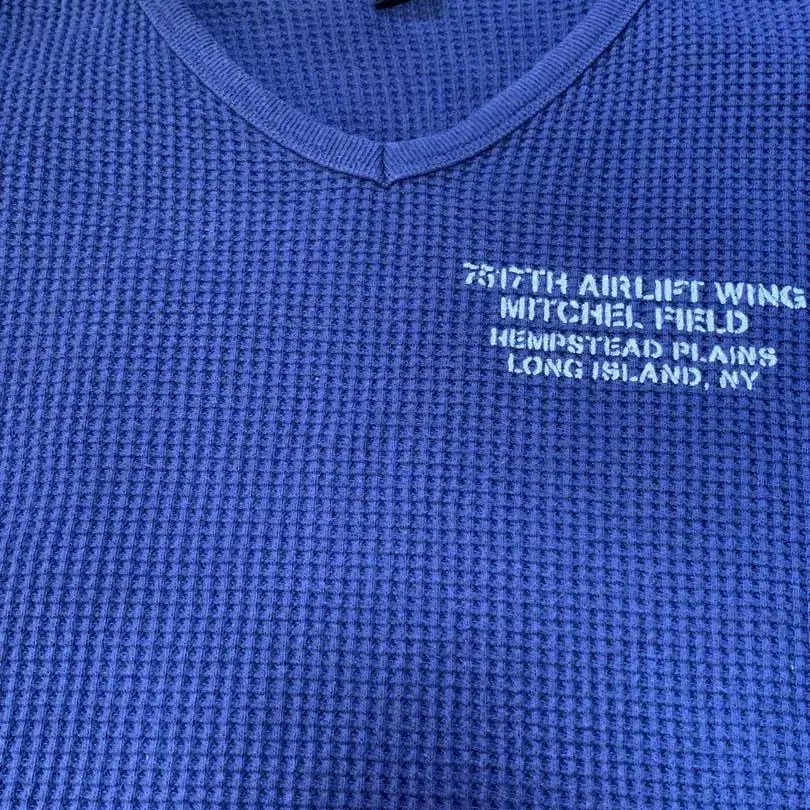 7517TH AIRLIFT WING
MITCHEL FIELD
HEMPSTEAD PLAINS
LONG ISLAND, NY